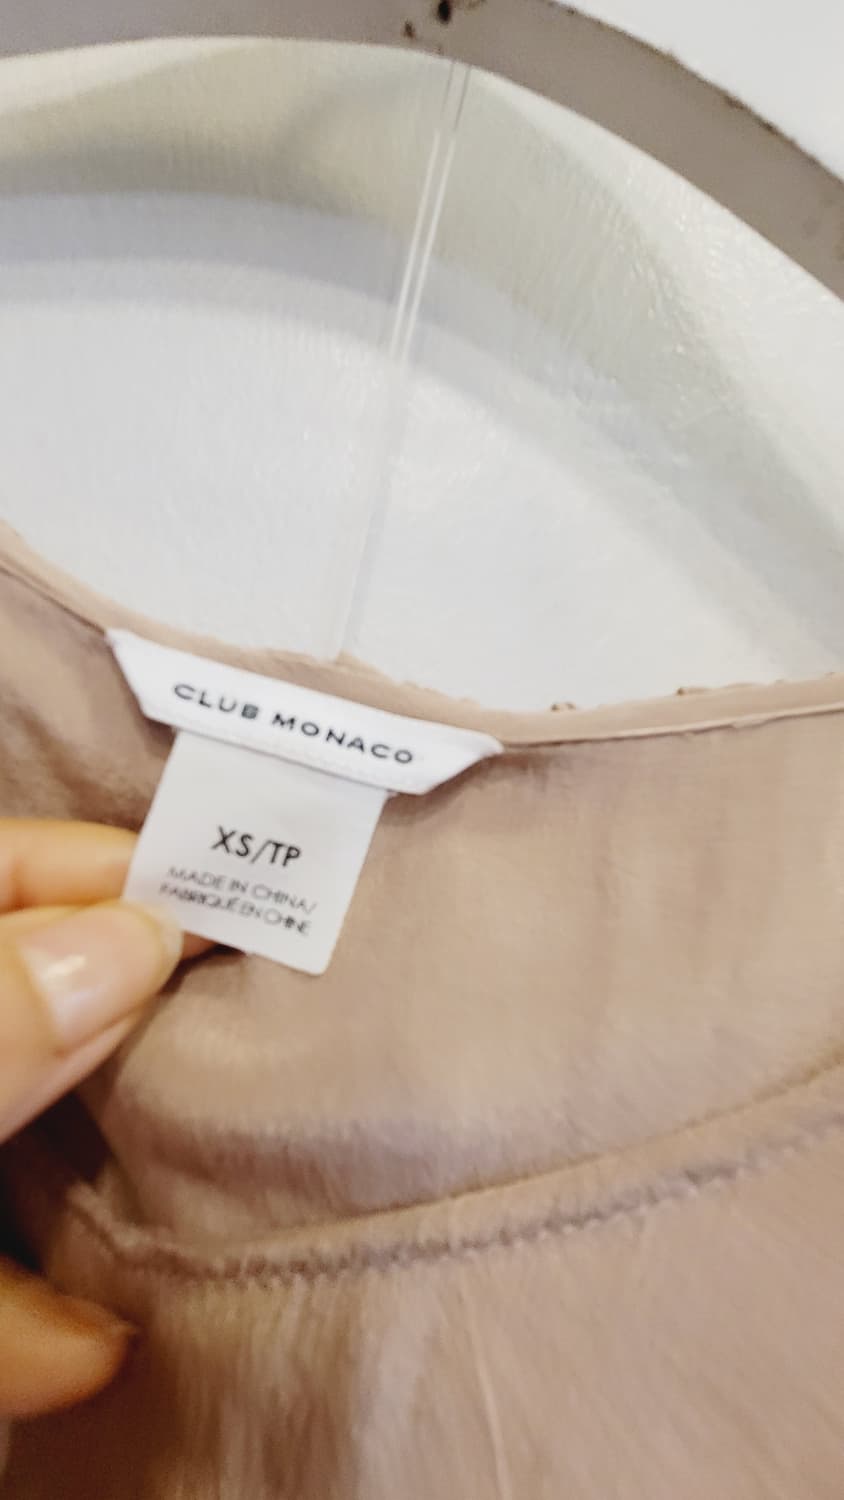 CLUB MONACO
XS/TP
MADE IN CHINA/
FABRIQUÉ EN CHINE